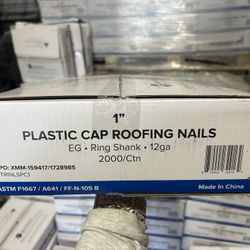 1"
PLASTIC CAP ROOFING NAILS
EG • Ring Shank • 12ga
2000/Ctn
PO: XMM-159417/1728985
TRINLSPC1
ASTM F1667 / A641 / FF-N-105 B
Made In China